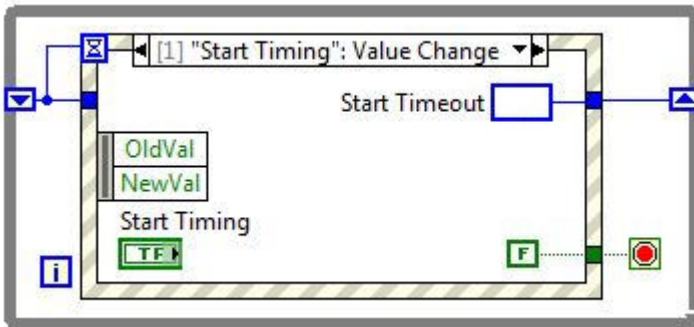 [1] "Start Timing": Value Change
Start Timeout
OldVal
NewVal
Start Timing
TF
F
i